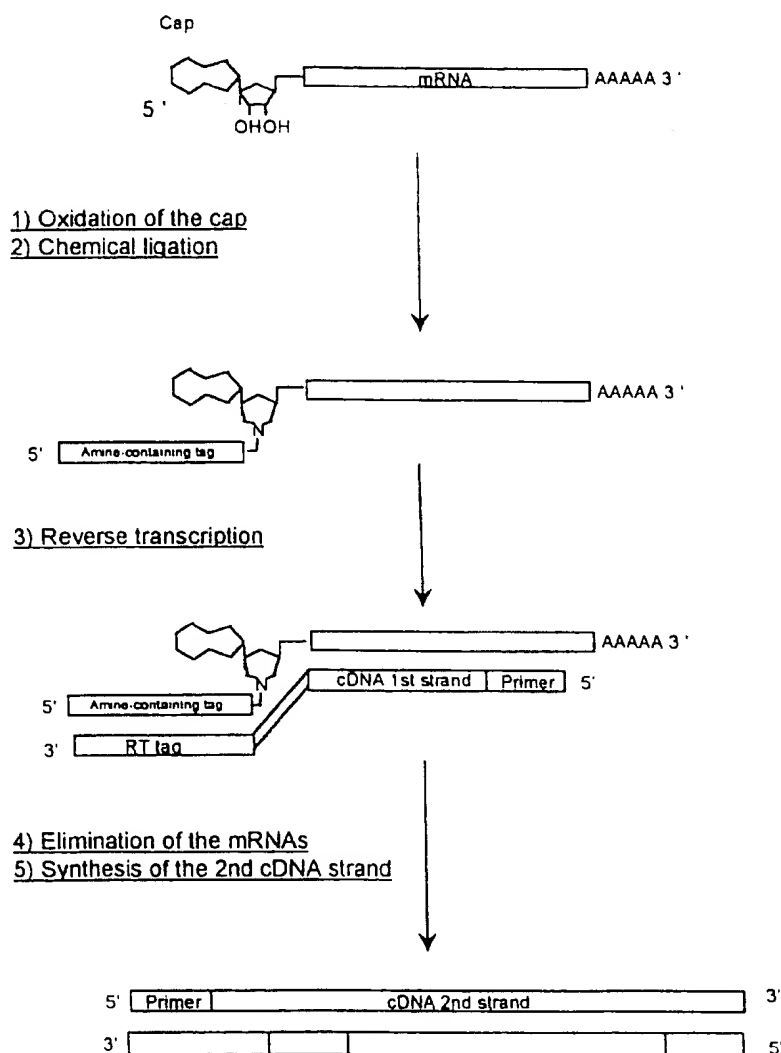 Cap
mRNA AAAAA 3 '
5 '
OHOH
1) Oxidation of the cap
2) Chemical ligation
AAAAA 3 '
N
5' Amine-containing tag
3) Reverse transcription
AAAAA 3 '
N
cDNA 1st strand Primer 5'
5' Amine-containing tag
3' RT tag
4) Elimination of the mRNAs
5) Synthesis of the 2nd cDNA strand
5' Primer cDNA 2nd strand 3'
3' 5'